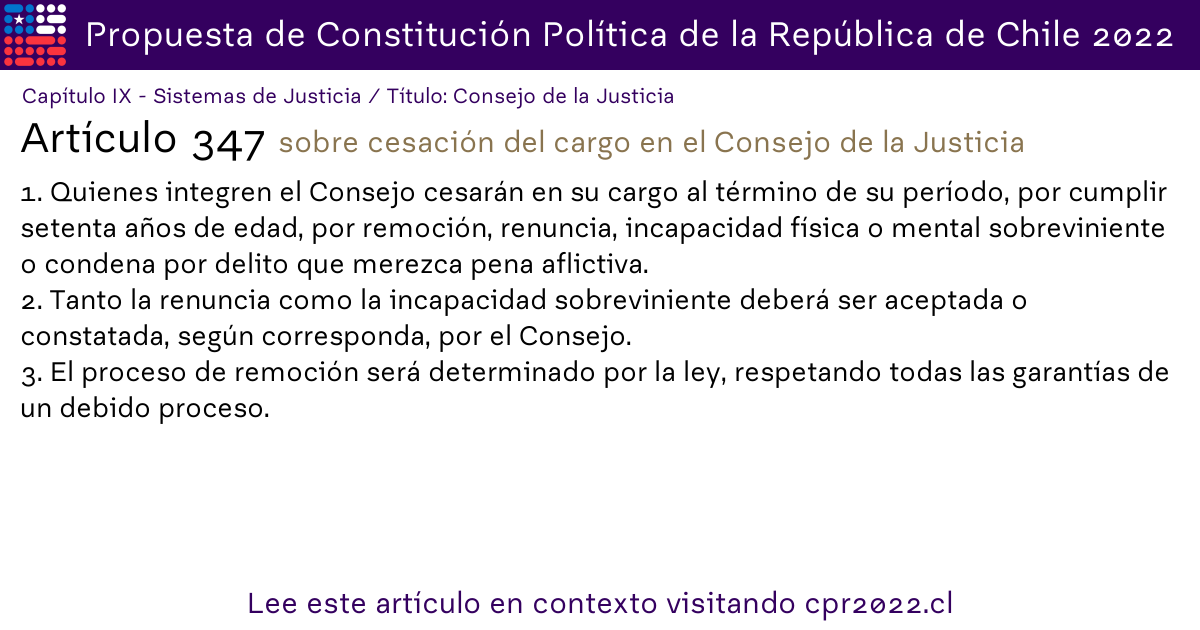 Propuesta de Constitución Política de la República de Chile 2022
Capítulo IX - Sistemas de Justicia / Título: Consejo de la Justicia
Artículo 347 sobre cesación del cargo en el Consejo de la Justicia
1. Quienes integren el Consejo cesarán en su cargo al término de su período, por cumplir
setenta años de edad, por remoción, renuncia, incapacidad física o mental sobreviniente
o condena por delito que merezca pena aflictiva.
2. Tanto la renuncia como la incapacidad sobreviniente deberá ser aceptada o
constatada, según corresponda, por el Consejo.
3. El proceso de remoción será determinado por la ley, respetando todas las garantías de
un debido proceso.
Lee este artículo en contexto visitando cpr2022.cl